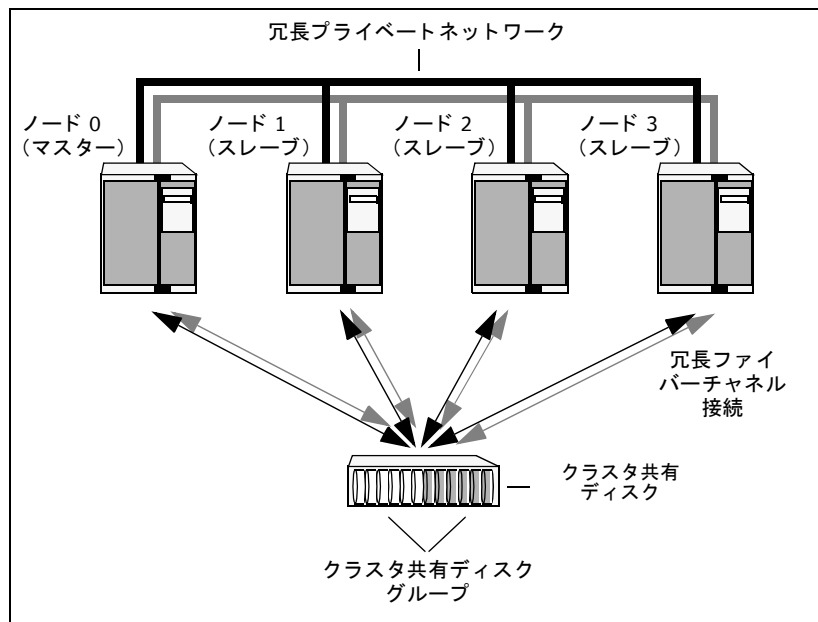 冗長プライベートネットワーク
ノード 0
(マスター)
ノード 1
(スレーブ)
ノード 2
(スレーブ)
ノード 3
(スレーブ)
冗長ファイ
バーチャネル
接続
クラスタ共有
ディスク
クラスタ共有ディスク
グループ